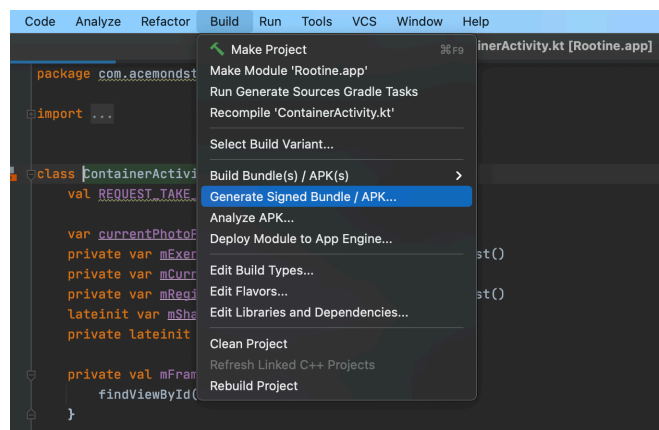 Code Analyze Refactor Build Run Tools VCS Window Help
inerActivity.kt [Rootine.app]
Make Project ⌘F9
package com.acemondst
Make Module 'Rootine.app'
Run Generate Sources Gradle Tasks
import ...
Recompile 'ContainerActivity.kt'
Select Build Variant...
class ContainerActivi
Build Bundle(s) / APK(s)
val REQUEST_TAKE_
Generate Signed Bundle / APK...
Analyze APK...
var currentPhotoP
Deploy Module to App Engine...
private var mExer st()
private var mCurr
Edit Build Types...
private var mRegi st()
Edit Flavors...
lateinit var mSha
Edit Libraries and Dependencies...
private lateinit
Clean Project
Refresh Linked C++ Projects
private val mFram
Rebuild Project
findViewById(
}